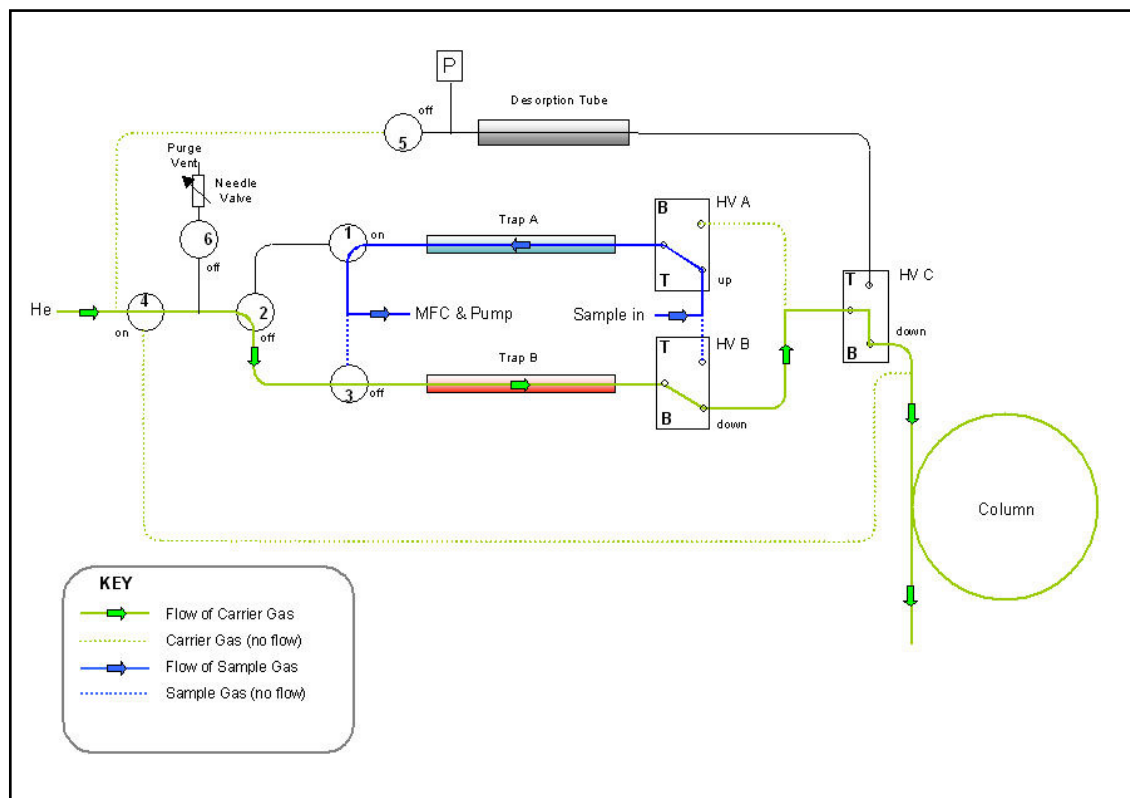 P
off
Desorption Tube
5
Purge
Vent
Needle
Valve
B
HV A
Trap A
1
on
6
off
T
up
T
HV C
He
4
on
2
off
MFC & Pump
Sample in
down
B
Trap B
T
HV B
3
off
B
down
Column
KEY
Flow of Carrier Gas
Carrier Gas (no flow)
Flow of Sample Gas
Sample Gas (no flow)